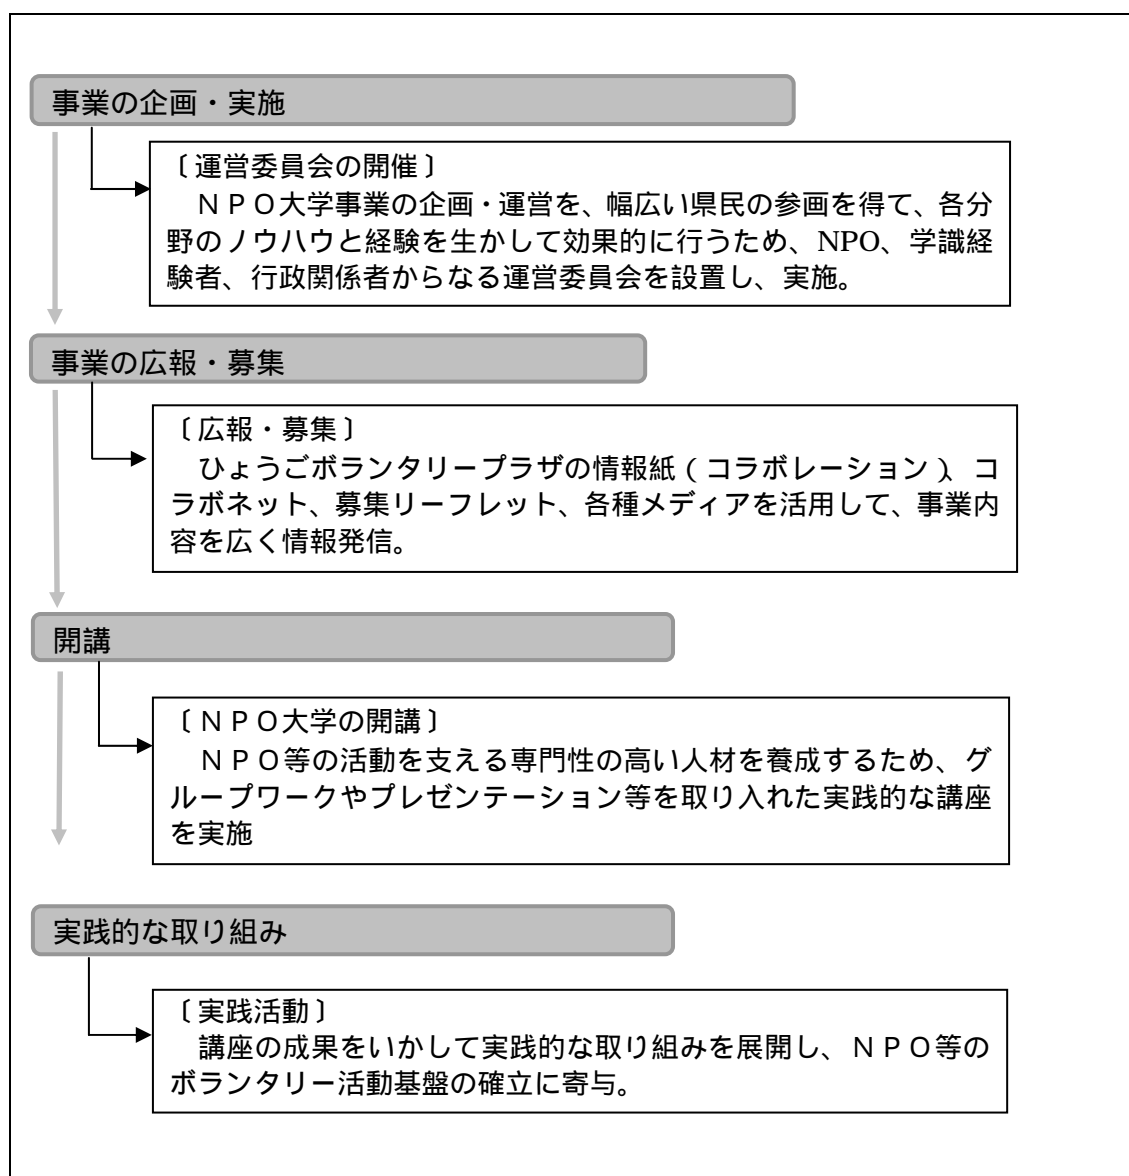 事業の企画・実施
〔運営委員会の開催〕
　ＮＰＯ大学事業の企画・運営を、幅広い県民の参画を得て、各分
野のノウハウと経験を生かして効果的に行うため、NPO、学識経
験者、行政関係者からなる運営委員会を設置し、実施。
事業の広報・募集
〔広報・募集〕
　ひょうごボランタリープラザの情報紙（コラボレーション）、コ
ラボネット、募集リーフレット、各種メディアを活用して、事業内
容を広く情報発信。
開講
〔ＮＰＯ大学の開講〕
　ＮＰＯ等の活動を支える専門性の高い人材を養成するため、グ
ループワークやプレゼンテーション等を取り入れた実践的な講座
を実施
実践的な取り組み
〔実践活動〕
　講座の成果をいかして実践的な取り組みを展開し、ＮＰＯ等の
ボランタリー活動基盤の確立に寄与。